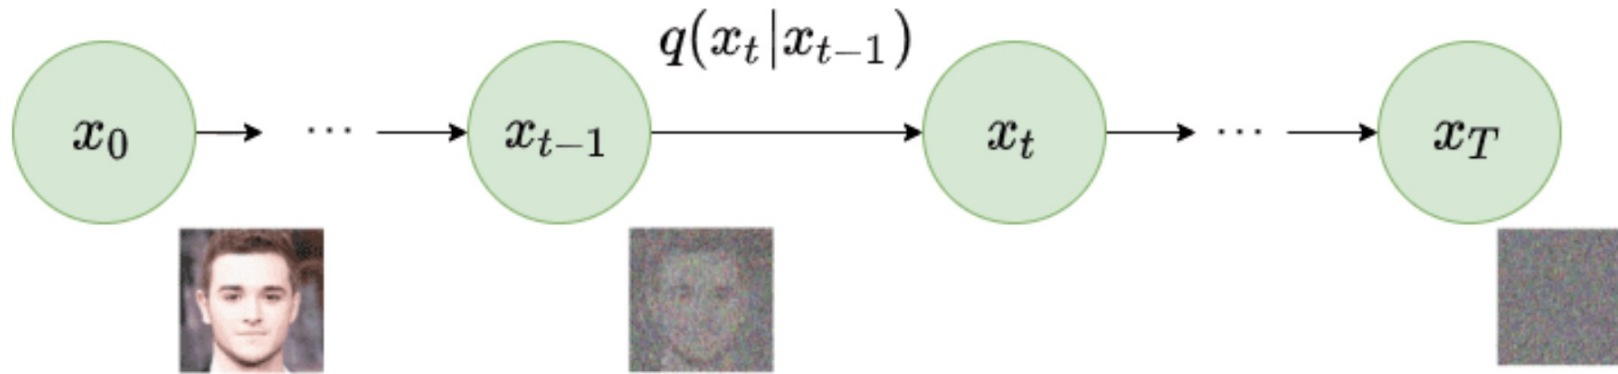 q(x_t|x_{t−1})
x_0 → ⋯ → x_{t−1} → x_t → ⋯ → x_T